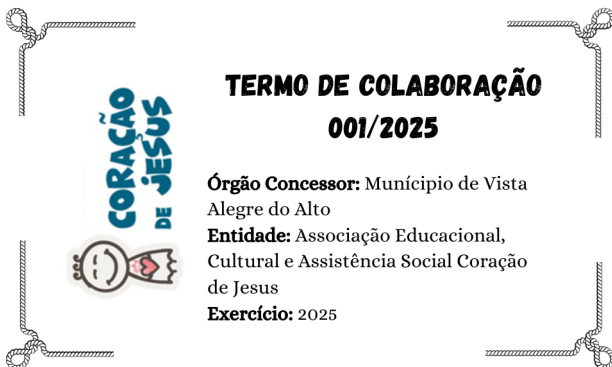 CORAÇÃO
DE JESUS
TERMO DE COLABORAÇÃO
001/2025
Órgão Concessor: Munícipio de Vista
Alegre do Alto
Entidade: Associação Educacional,
Cultural e Assistência Social Coração
de Jesus
Exercício: 2025